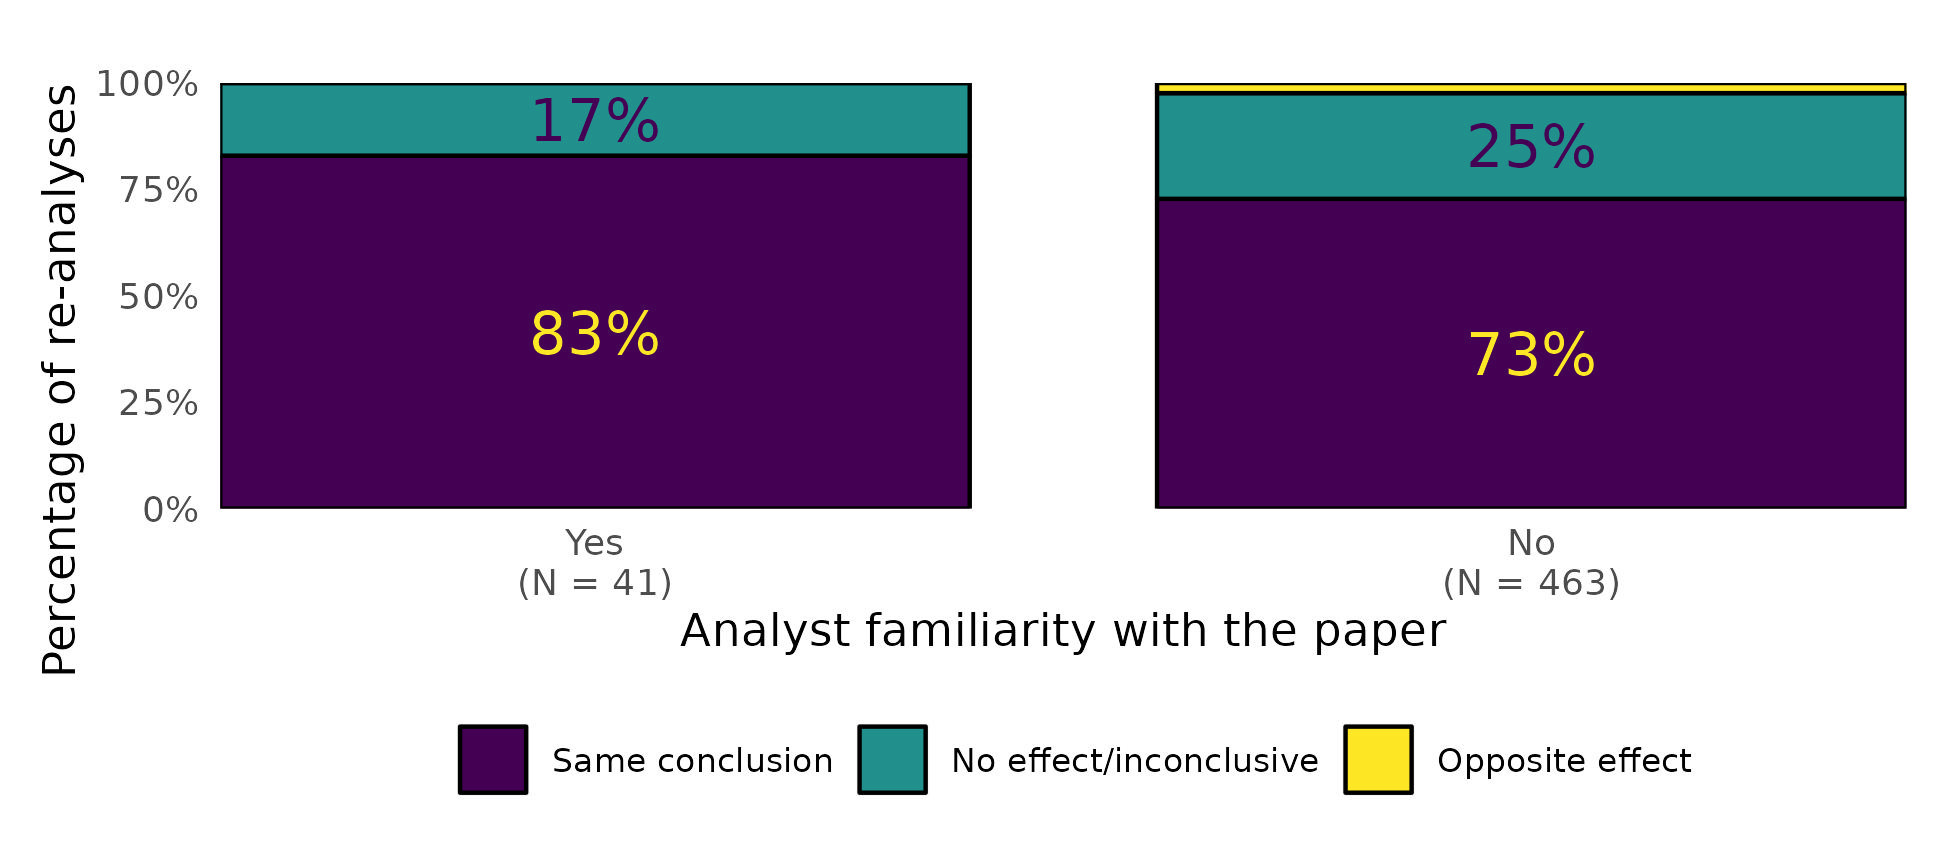 Percentage of re-analyses
100%
75%
50%
25%
0%
17%
83%
25%
73%
Yes
(N = 41)
No
(N = 463)
Analyst familiarity with the paper
Same conclusion
No effect/inconclusive
Opposite effect